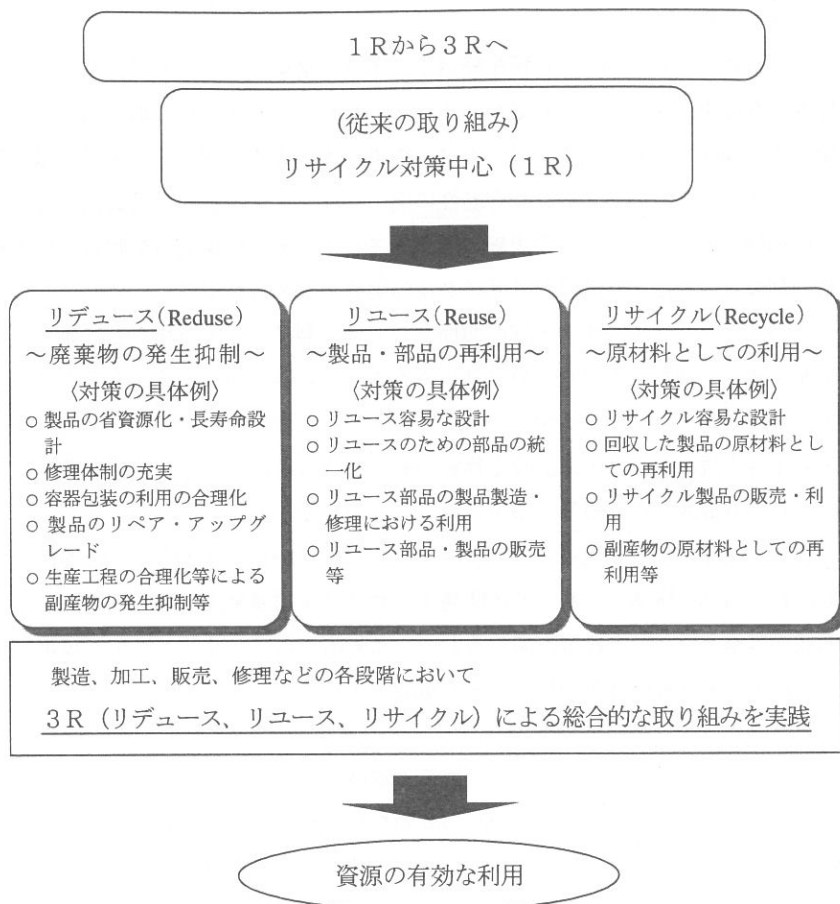 1Rから3Rへ
(従来の取り組み)
リサイクル対策中心（1R）
リデュース(Reduse)
～廃棄物の発生抑制～
〈対策の具体例〉
○ 製品の省資源化・長寿命設
計
○ 修理体制の充実
○ 容器包装の利用の合理化
○ 製品のリペア・アップグ
レード
○ 生産工程の合理化等による
副産物の発生抑制等
リユース(Reuse)
～製品・部品の再利用～
〈対策の具体例〉
○ リユース容易な設計
○ リユースのための部品の統
一化
○ リユース部品の製品製造・
修理における利用
○ リユース部品・製品の販売
等
リサイクル(Recycle)
～原材料としての利用～
〈対策の具体例〉
○ リサイクル容易な設計
○ 回収した製品の原材料とし
ての再利用
○ リサイクル製品の販売・利
用
○ 副産物の原材料としての再
利用等
製造、加工、販売、修理などの各段階において
3R（リデュース、リユース、リサイクル）による総合的な取り組みを実践
資源の有効な利用